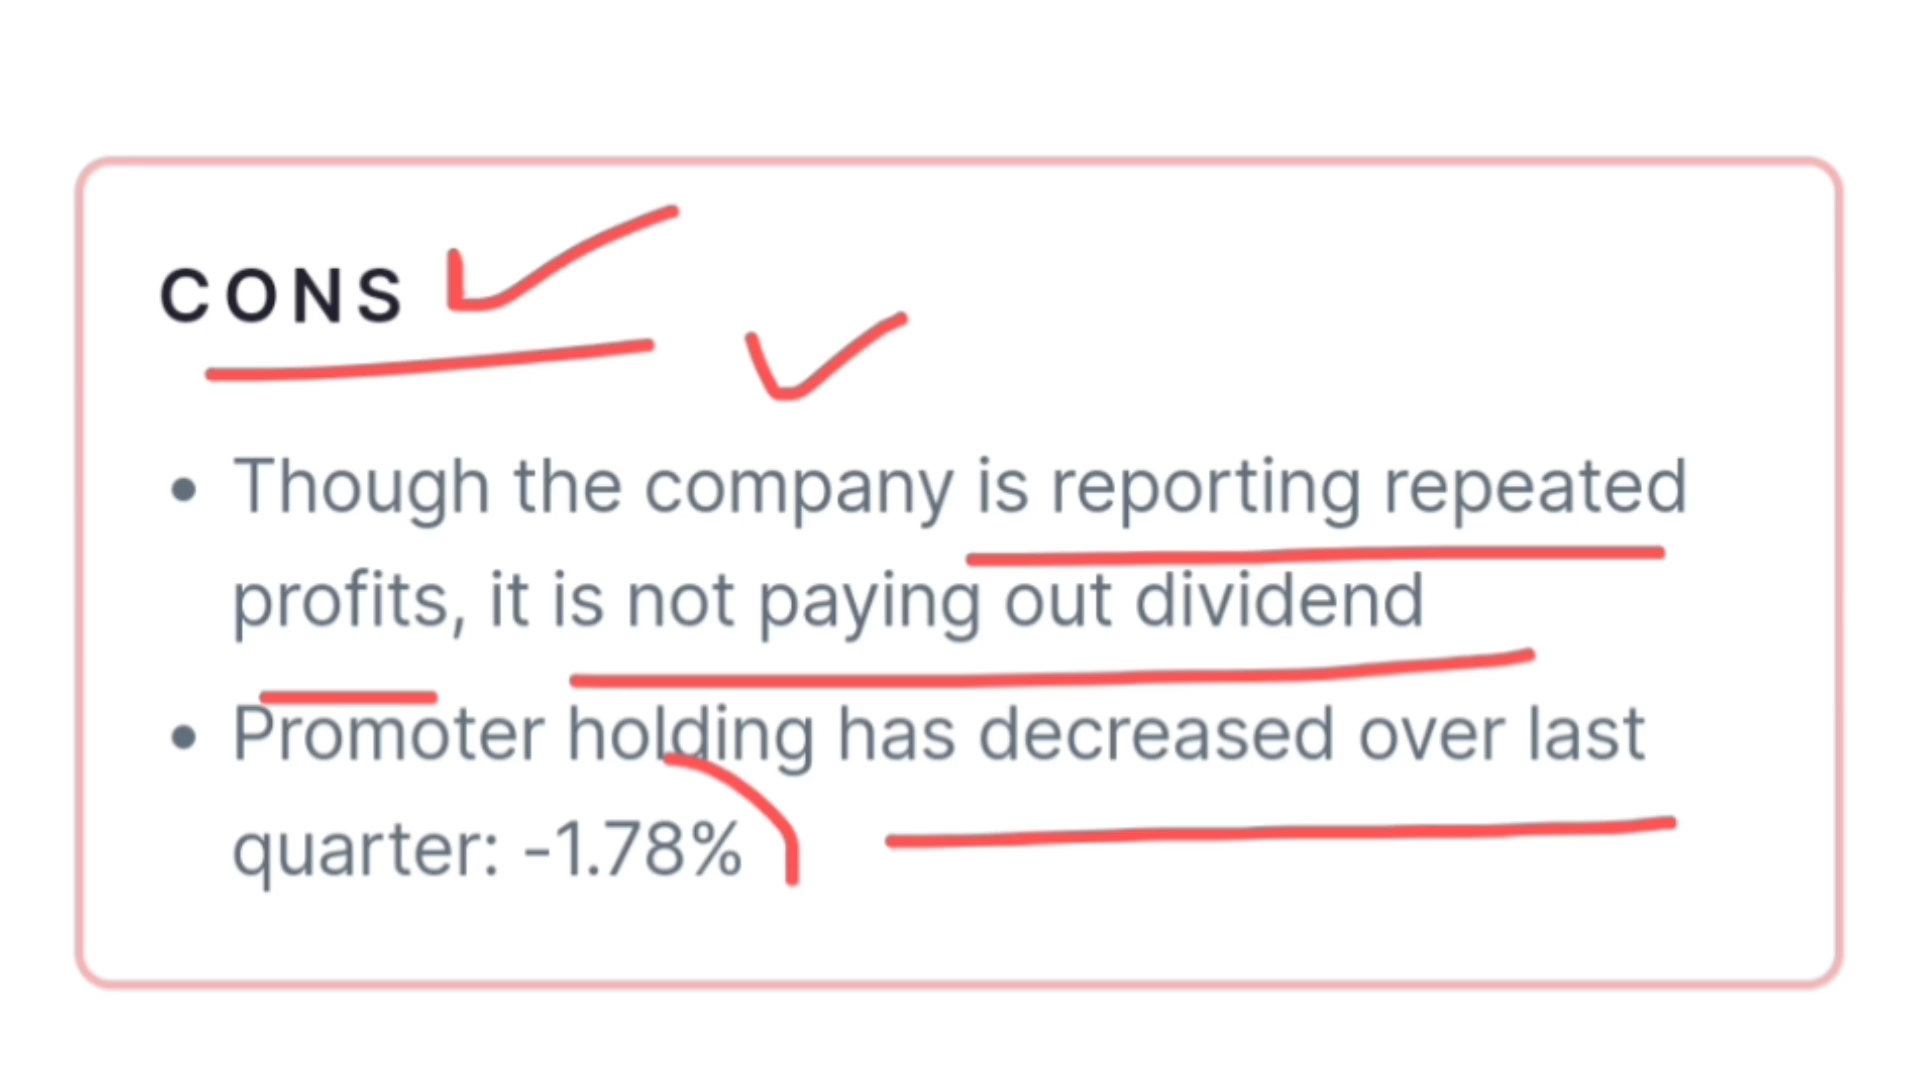 CONS
• Though the company is reporting repeated
profits, it is not paying out dividend
• Promoter holding has decreased over last
quarter: -1.78%